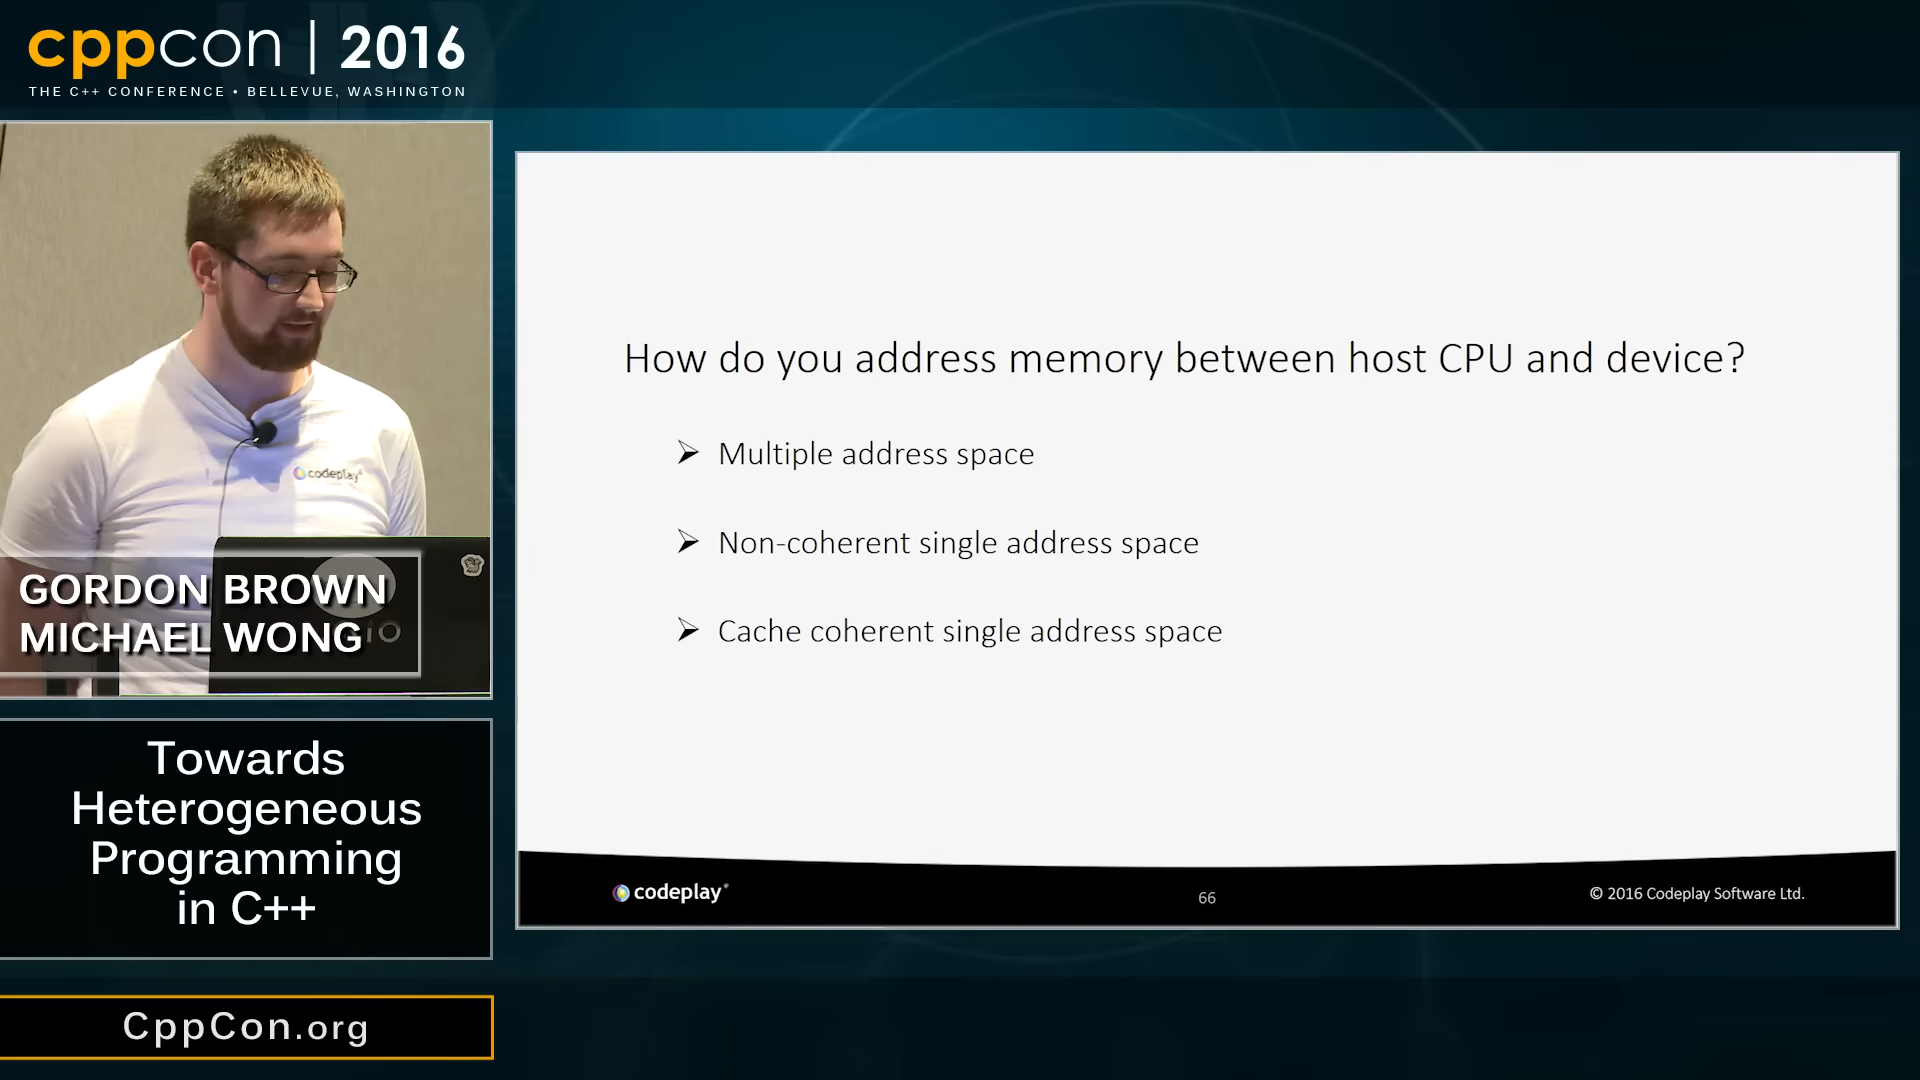 cppcon | 2016
THE C++ CONFERENCE • BELLEVUE, WASHINGTON
codeplay
GORDON BROWN
MICHAEL WONG
Towards
Heterogeneous
Programming
in C++
CppCon.org
How do you address memory between host CPU and device?
➢ Multiple address space
➢ Non-coherent single address space
➢ Cache coherent single address space
codeplay®
66
© 2016 Codeplay Software Ltd.